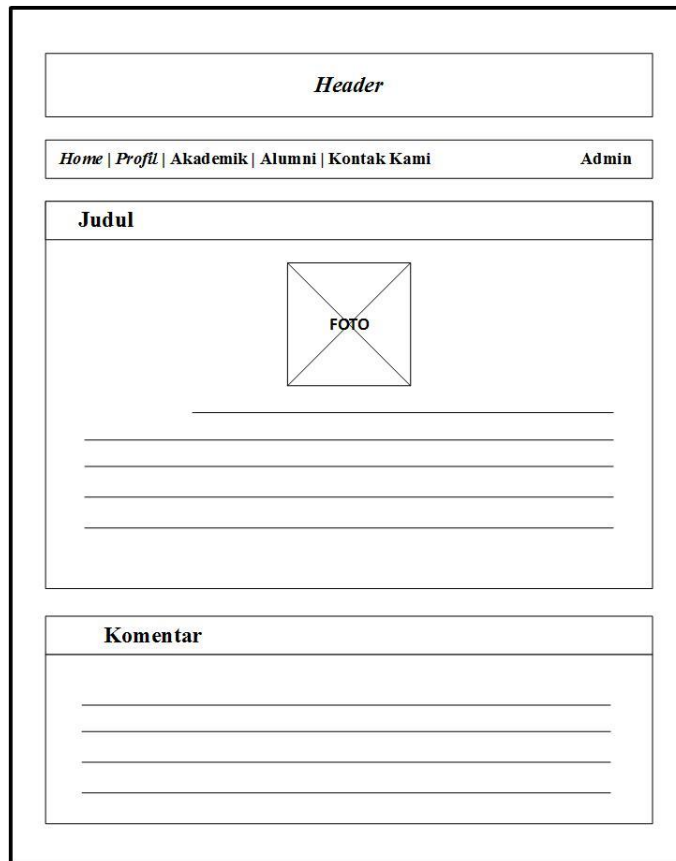 Header
Home | Profil | Akademik | Alumni | Kontak Kami Admin
Judul
FOTO
Komentar